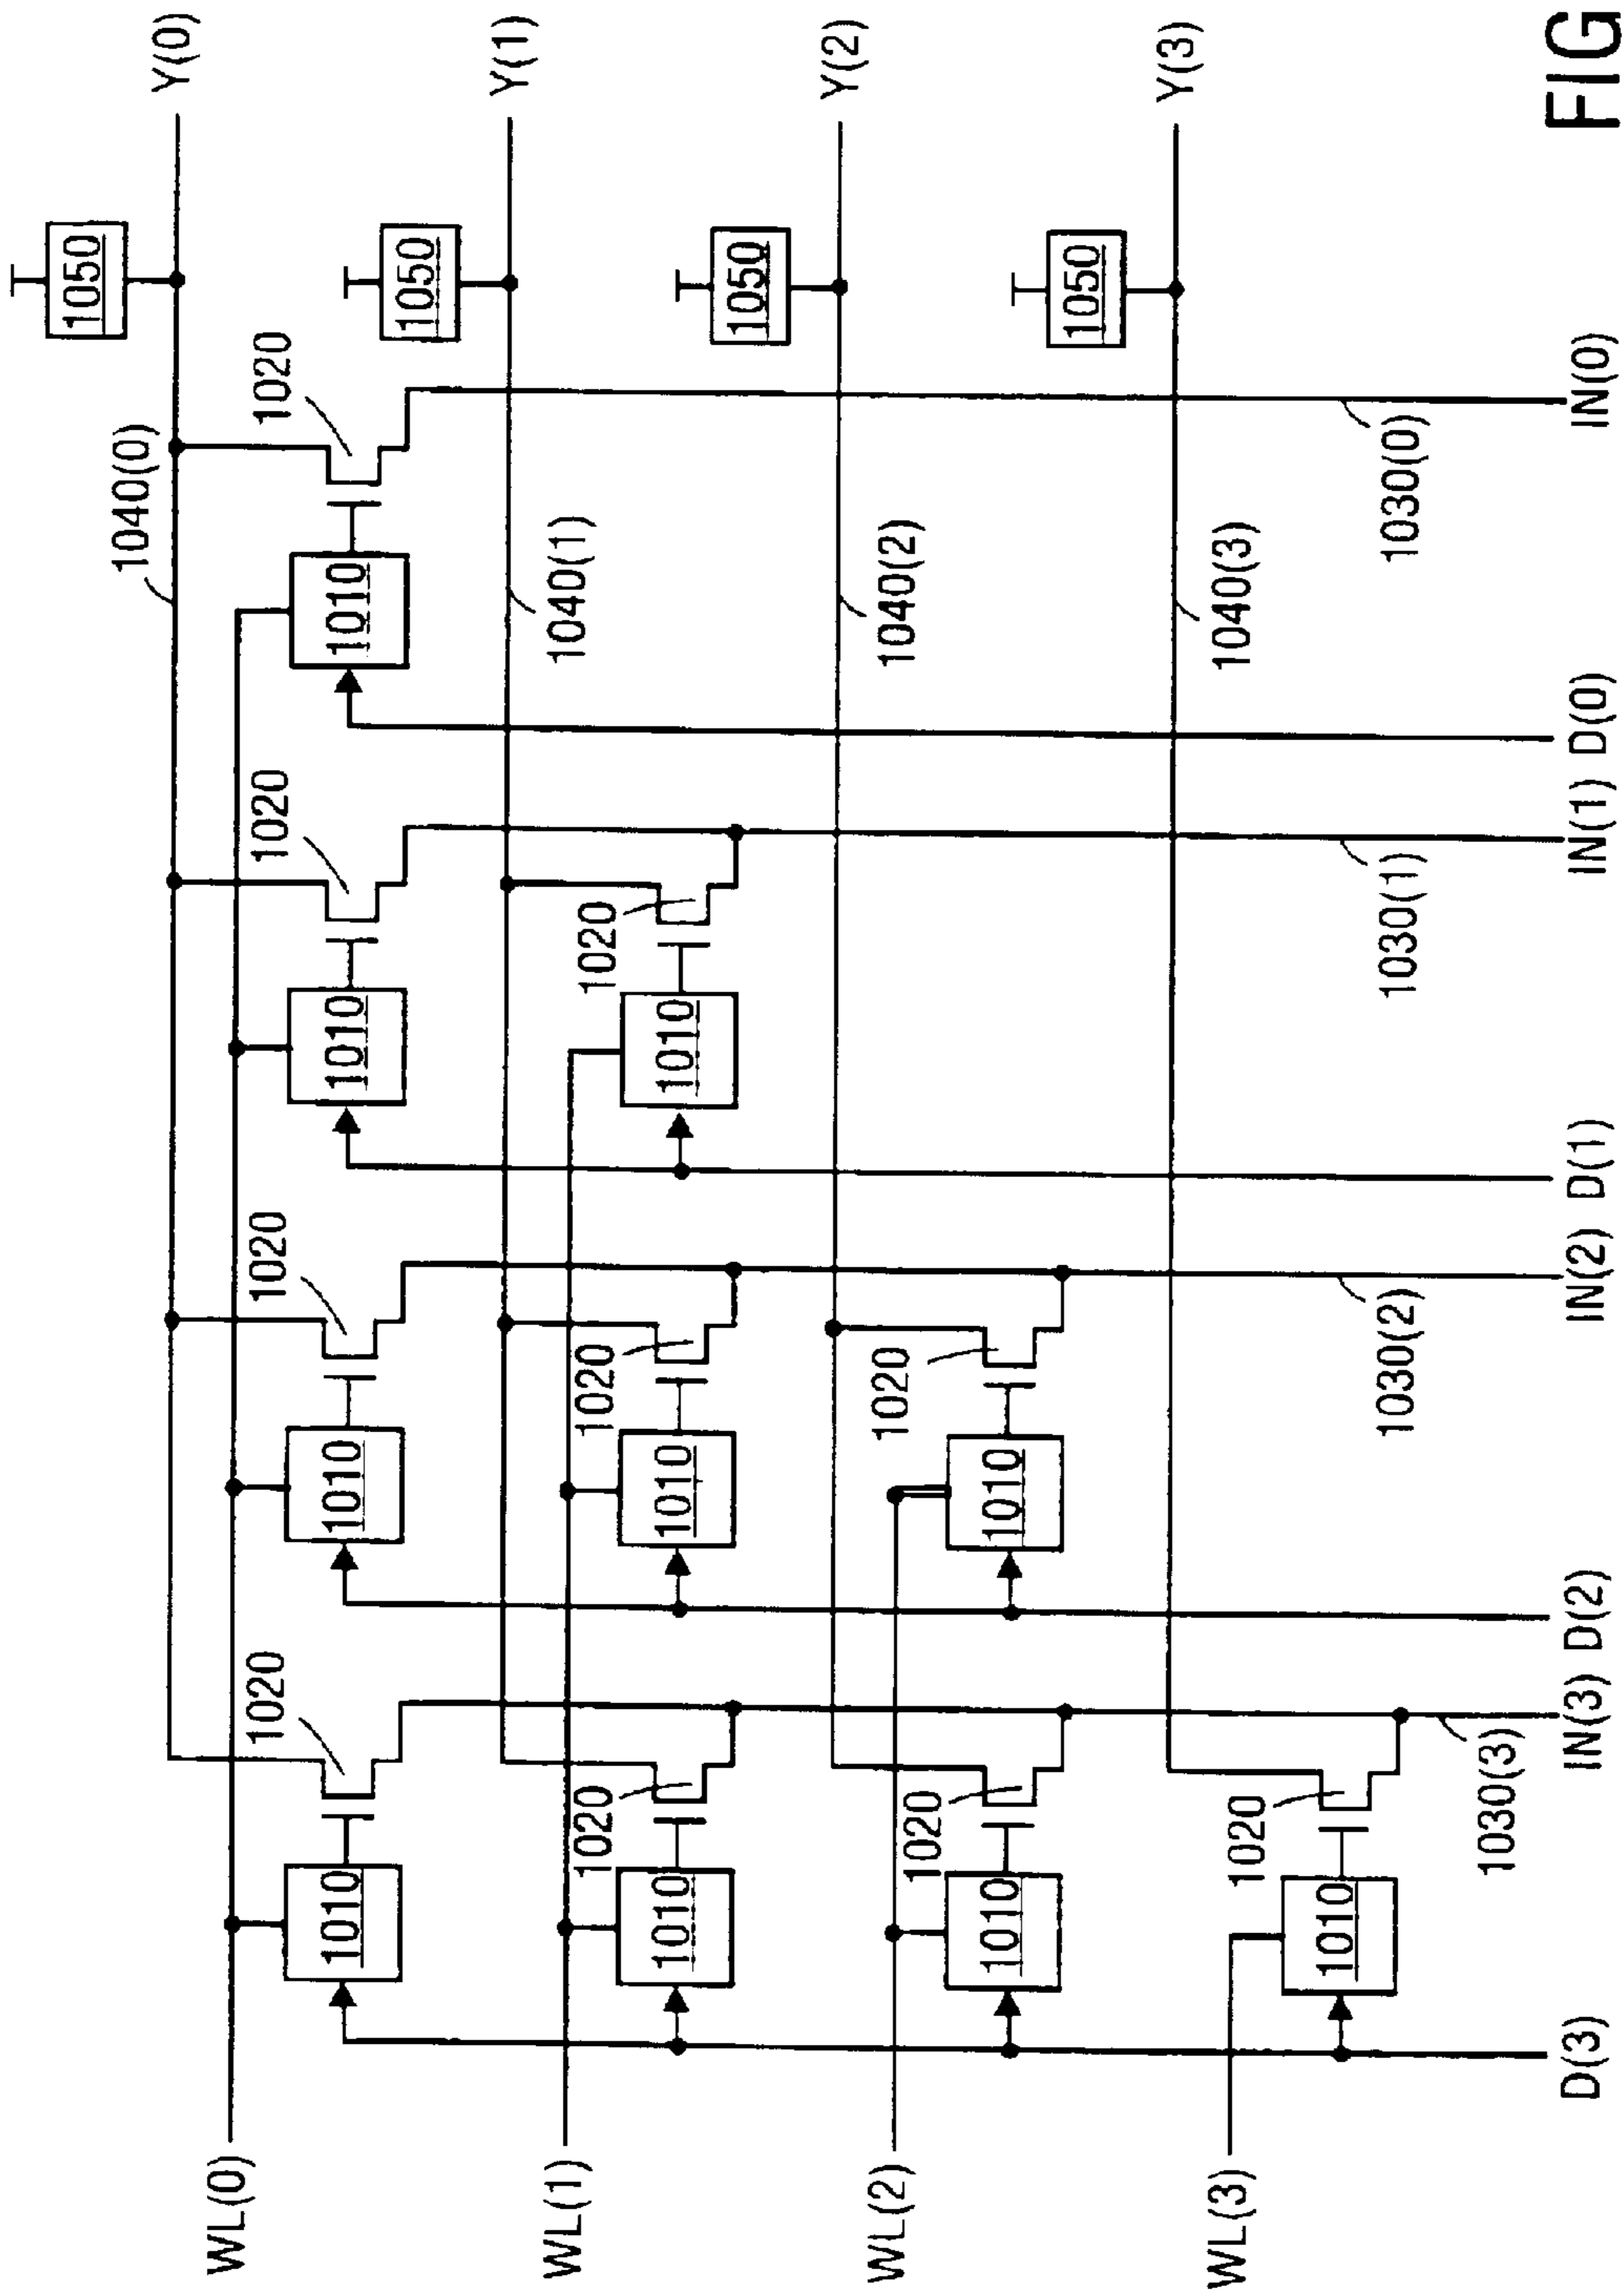 1050
1040(0)
Y(0)
WL(0)
1020 1020 1020 1020
1010 1010 1010 1010
1050
Y(1)
WL(1) 1040(1)
1020 1020 1020
1010 1010 1010
1050
Y(2)
WL(2) 1040(2)
1020 1020
1010 1010
1050
Y(3)
WL(3) 1040(3)
1020
1010
1030(3) 1030(2) 1030(1) 1030(0)
D(3) IN(3) D(2) IN(2) D(1) IN(1) D(0) IN(0)
FIG